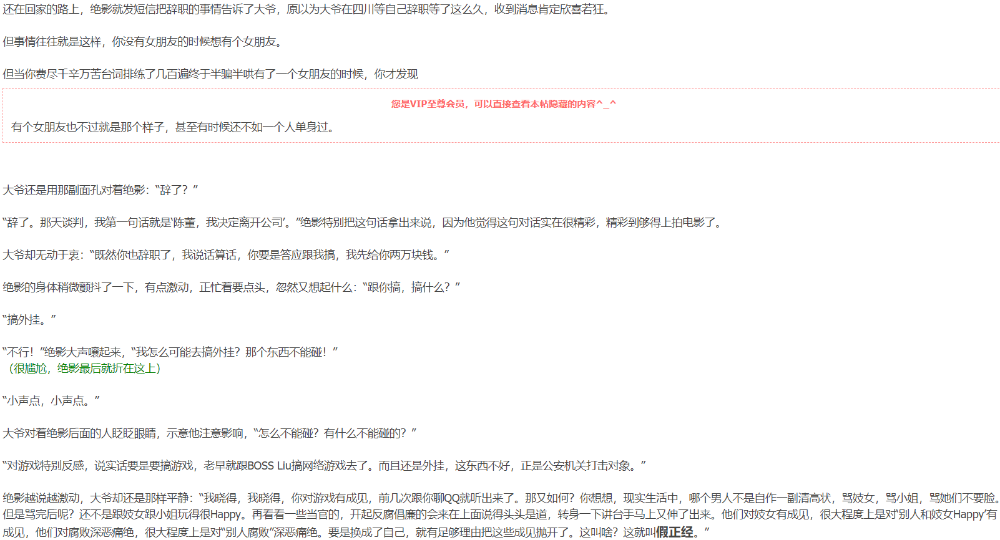 还在回家的路上，绝影就发短信把辞职的事情告诉了大爷，原以为大爷在四川等自己辞职等了这么久，收到消息肯定欣喜若狂。
但事情往往就是这样，你没有女朋友的时候想有个女朋友。
但当你费尽千辛万苦台词排练了几百遍终于半骗半哄有了一个女朋友的时候，你才发现
您是VIP至尊会员，可以直接查看本帖隐藏的内容^_^
有个女朋友也不过就是那个样子，甚至有时候还不如一个人单身过。
大爷还是用那副面孔对着绝影：“辞了？”
“辞了。那天谈判，我第一句话就是‘陈董，我决定离开公司’。”绝影特别把这句话拿出来说，因为他觉得这句对话实在很精彩，精彩到够得上拍电影了。
大爷却无动于衷：“既然你也辞职了，我说话算话，你要是答应跟我搞，我先给你两万块钱。”
绝影的身体稍微颤抖了一下，有点激动，正忙着要点头，忽然又想起什么：“跟你搞，搞什么？”
“搞外挂。”
“不行！”绝影大声嚷起来，“我怎么可能去搞外挂？那个东西不能碰！”
（很尴尬，绝影最后就折在这上）
“小声点，小声点。”
大爷对着绝影后面的人眨眨眼睛，示意他注意影响，“怎么不能碰？有什么不能碰的？”
“对游戏特别反感，说实话要是要搞游戏，老早就跟BOSS Liu搞网络游戏去了。而且还是外挂，这东西不好，正是公安机关打击对象。”
绝影越说越激动，大爷却还是那样平静：“我晓得，我晓得，你对游戏有成见，前几次跟你聊QQ就听出来了。那又如何？你想想，现实生活中，哪个男人不是自作一副清高状，骂妓女，骂小姐，骂她们不要脸。
但是骂完后呢？还不是跟妓女跟小姐玩得很Happy。再看看一些当官的，开起反腐倡廉的会来在上面说得头头是道，转身一下讲台手马上又伸了出来。他们对妓女有成见，很大程度上是对‘别人和妓女Happy’有
成见，他们对腐败深恶痛绝，很大程度上是对“别人腐败”深恶痛绝。要是换成了自己，就有足够理由把这些成见抛开了。这叫啥？这就叫假正经。”